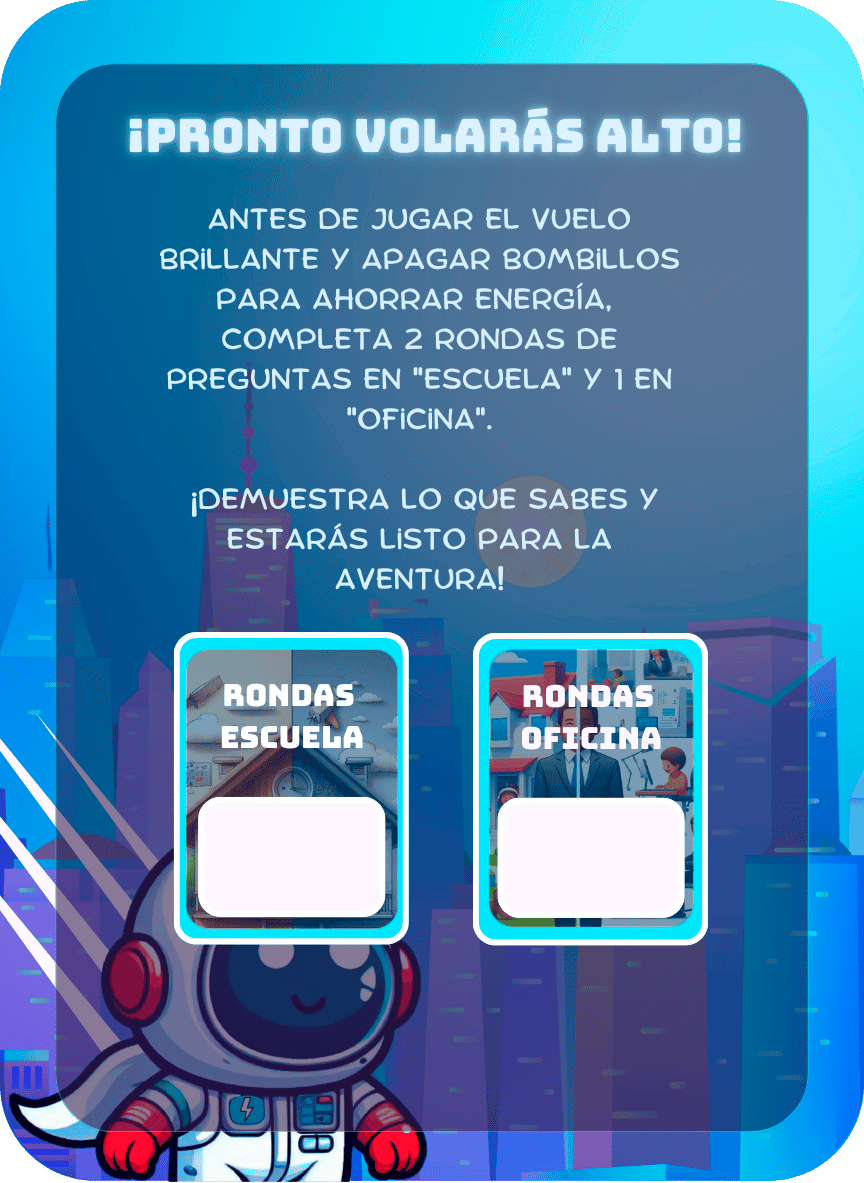 ¡PRONTO VOLARÁS ALTO!
ANTES DE JUGAR EL VUELO
BRILLANTE Y APAGAR BOMBILLOS
PARA AHORRAR ENERGÍA,
COMPLETA 2 RONDAS DE
PREGUNTAS EN "ESCUELA" Y 1 EN
"OFICINA".
¡DEMUESTRA LO QUE SABES Y
ESTARÁS LISTO PARA LA
AVENTURA!
RONDAS
ESCUELA
RONDAS
OFICINA